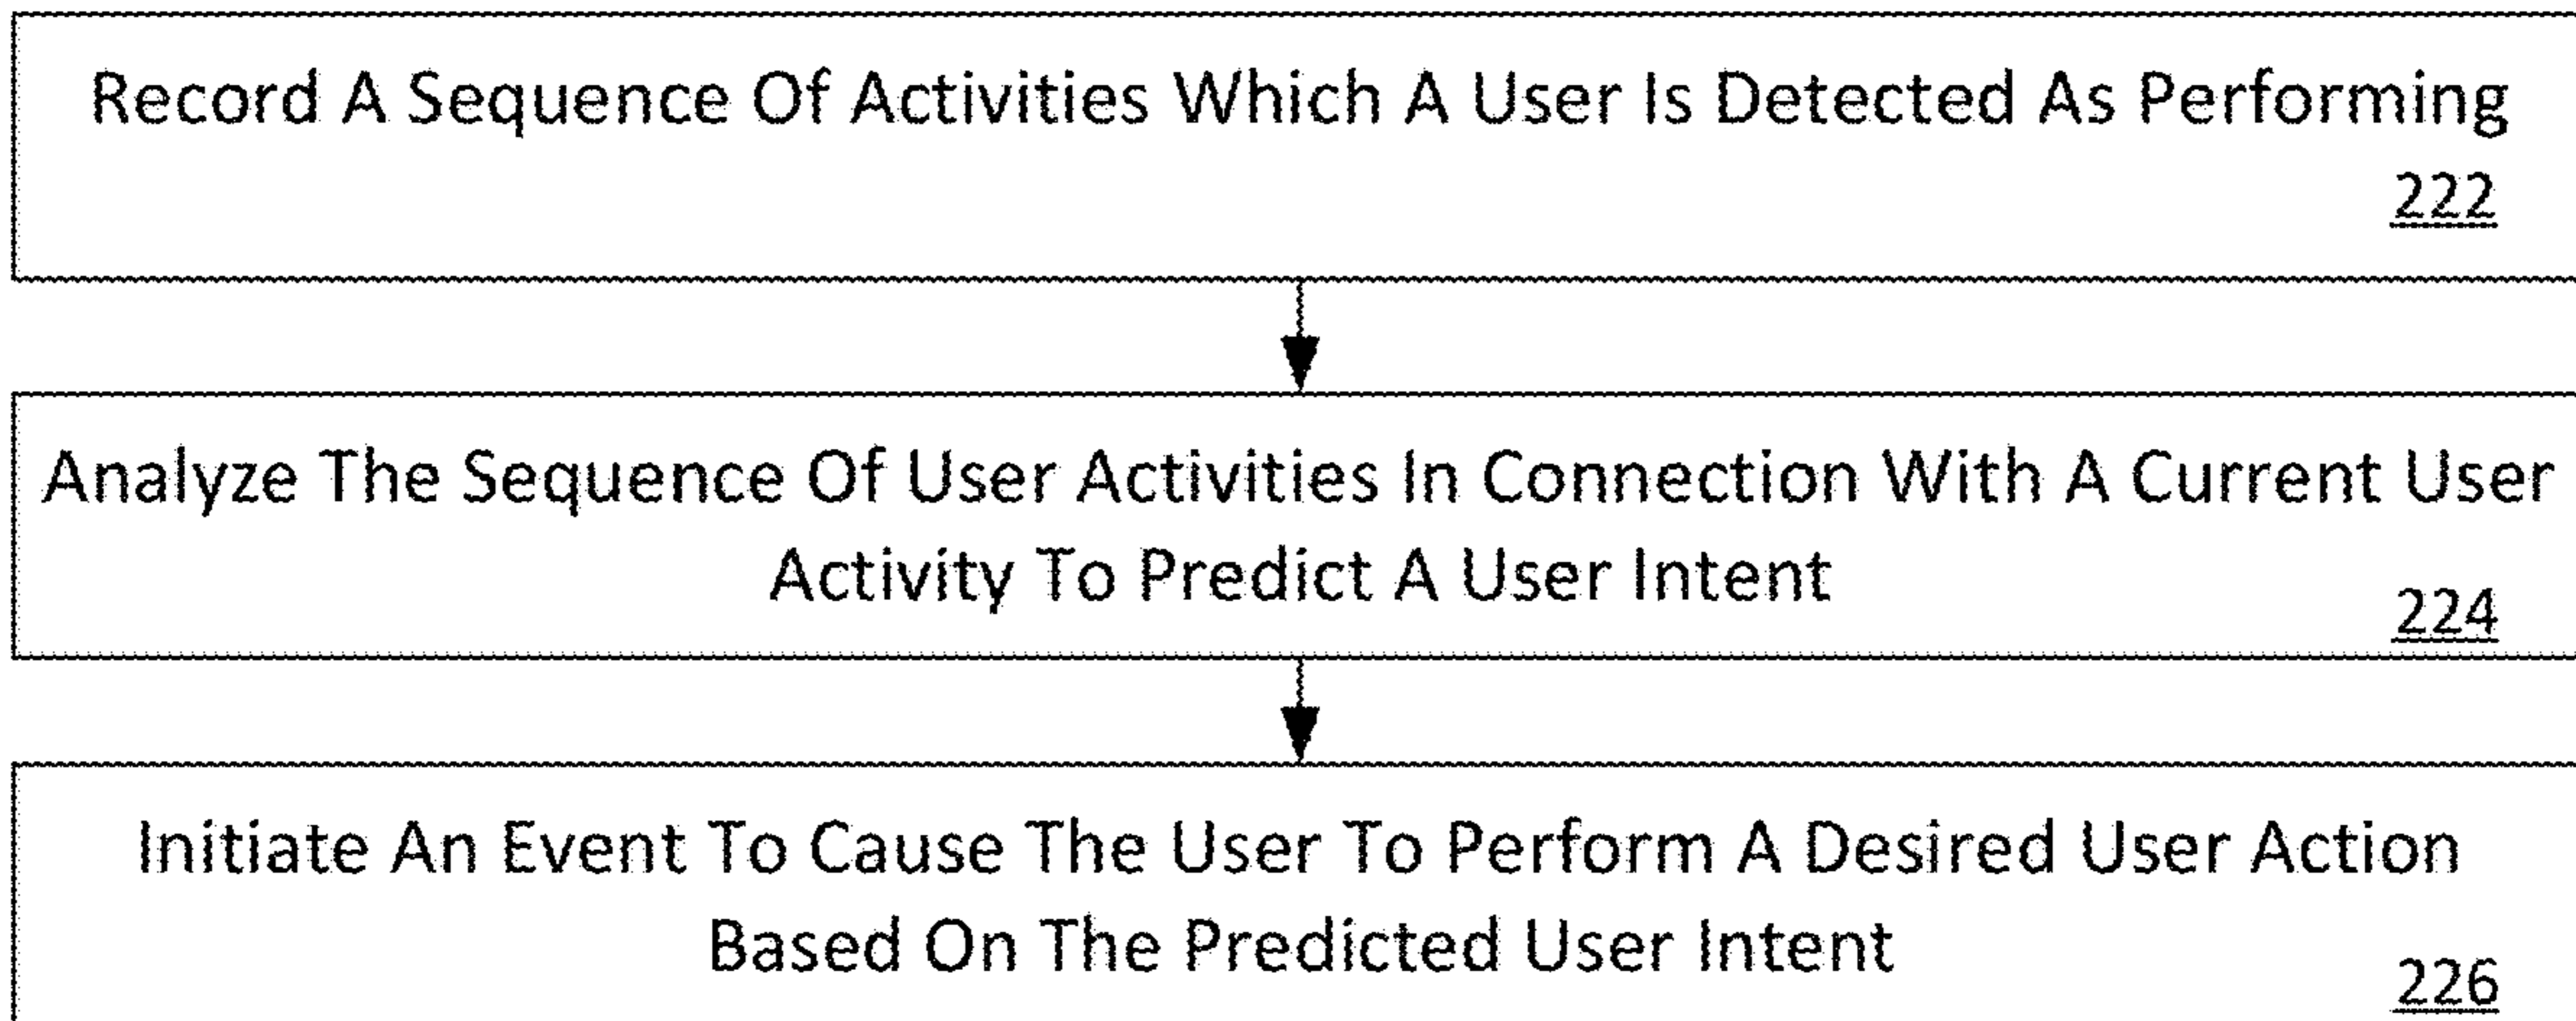 Record A Sequence Of Activities Which A User Is Detected As Performing
222
Analyze The Sequence Of User Activities In Connection With A Current User
Activity To Predict A User Intent
224
Initiate An Event To Cause The User To Perform A Desired User Action
Based On The Predicted User Intent
226